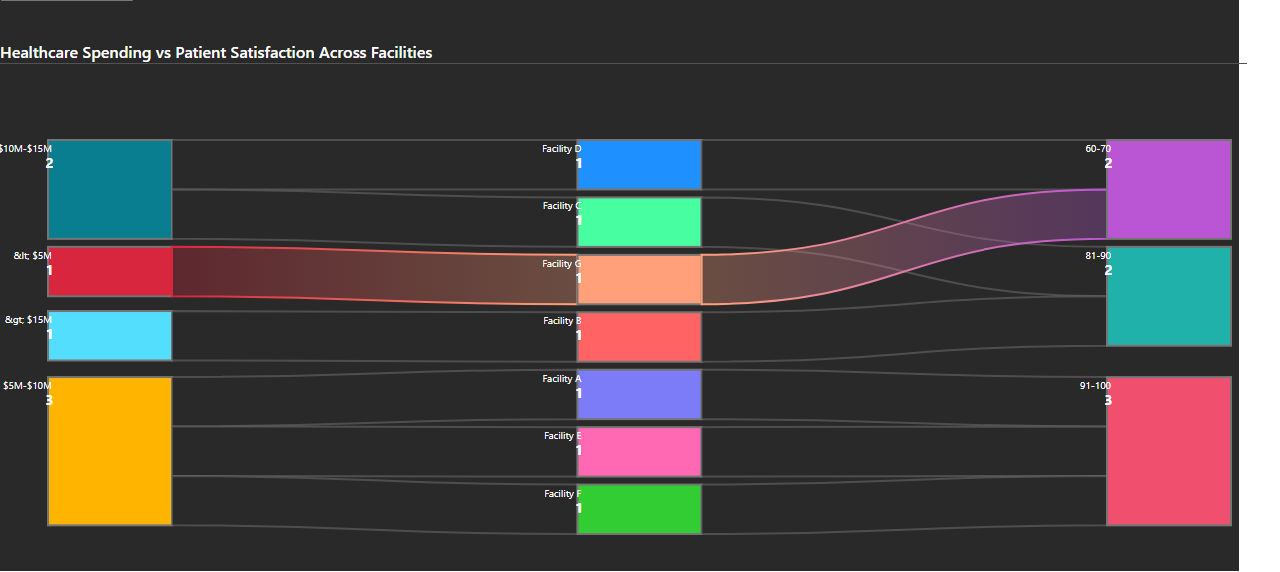 Healthcare Spending vs Patient Satisfaction Across Facilities
$10M-$15M
2
&lt; $5M
1
&gt; $15M
1
$5M-$10M
3
Facility D
1
Facility C
1
Facility G
1
Facility B
1
Facility A
1
Facility E
1
Facility F
1
60-70
2
81-90
2
91-100
3